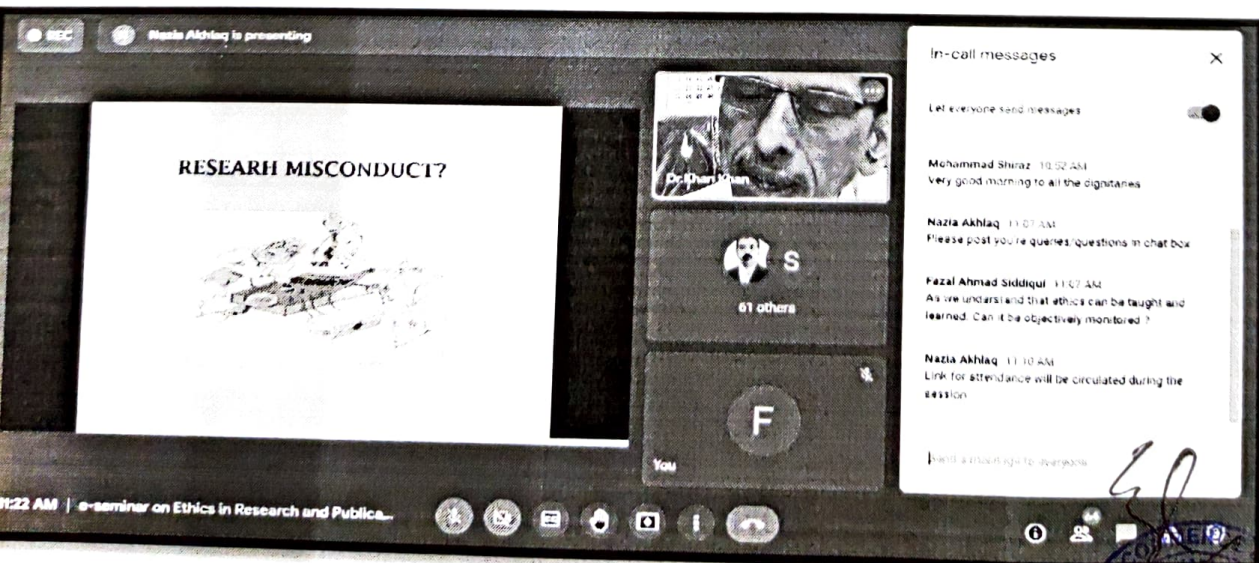 REC
Nazia Akhlaq is presenting
RESEARH MISCONDUCT?
Dr.Khan Khan
S
61 others
F
You
11:22 AM | e-seminar on Ethics in Research and Publica...
In-call messages
Let everyone send messages
Mohammad Shiraz 10:52 AM
Very good morning to all the dignitaries
Nazia Akhlaq 11:07 AM
Please post you're queries/questions in chat box
Fazal Ahmad Siddiqui 11:07 AM
As we understand that ethics can be taught and
learned. Can it be objectively monitored ?
Nazia Akhlaq 11:10 AM
Link for attendance will be circulated during the
session
Send a message to everyone